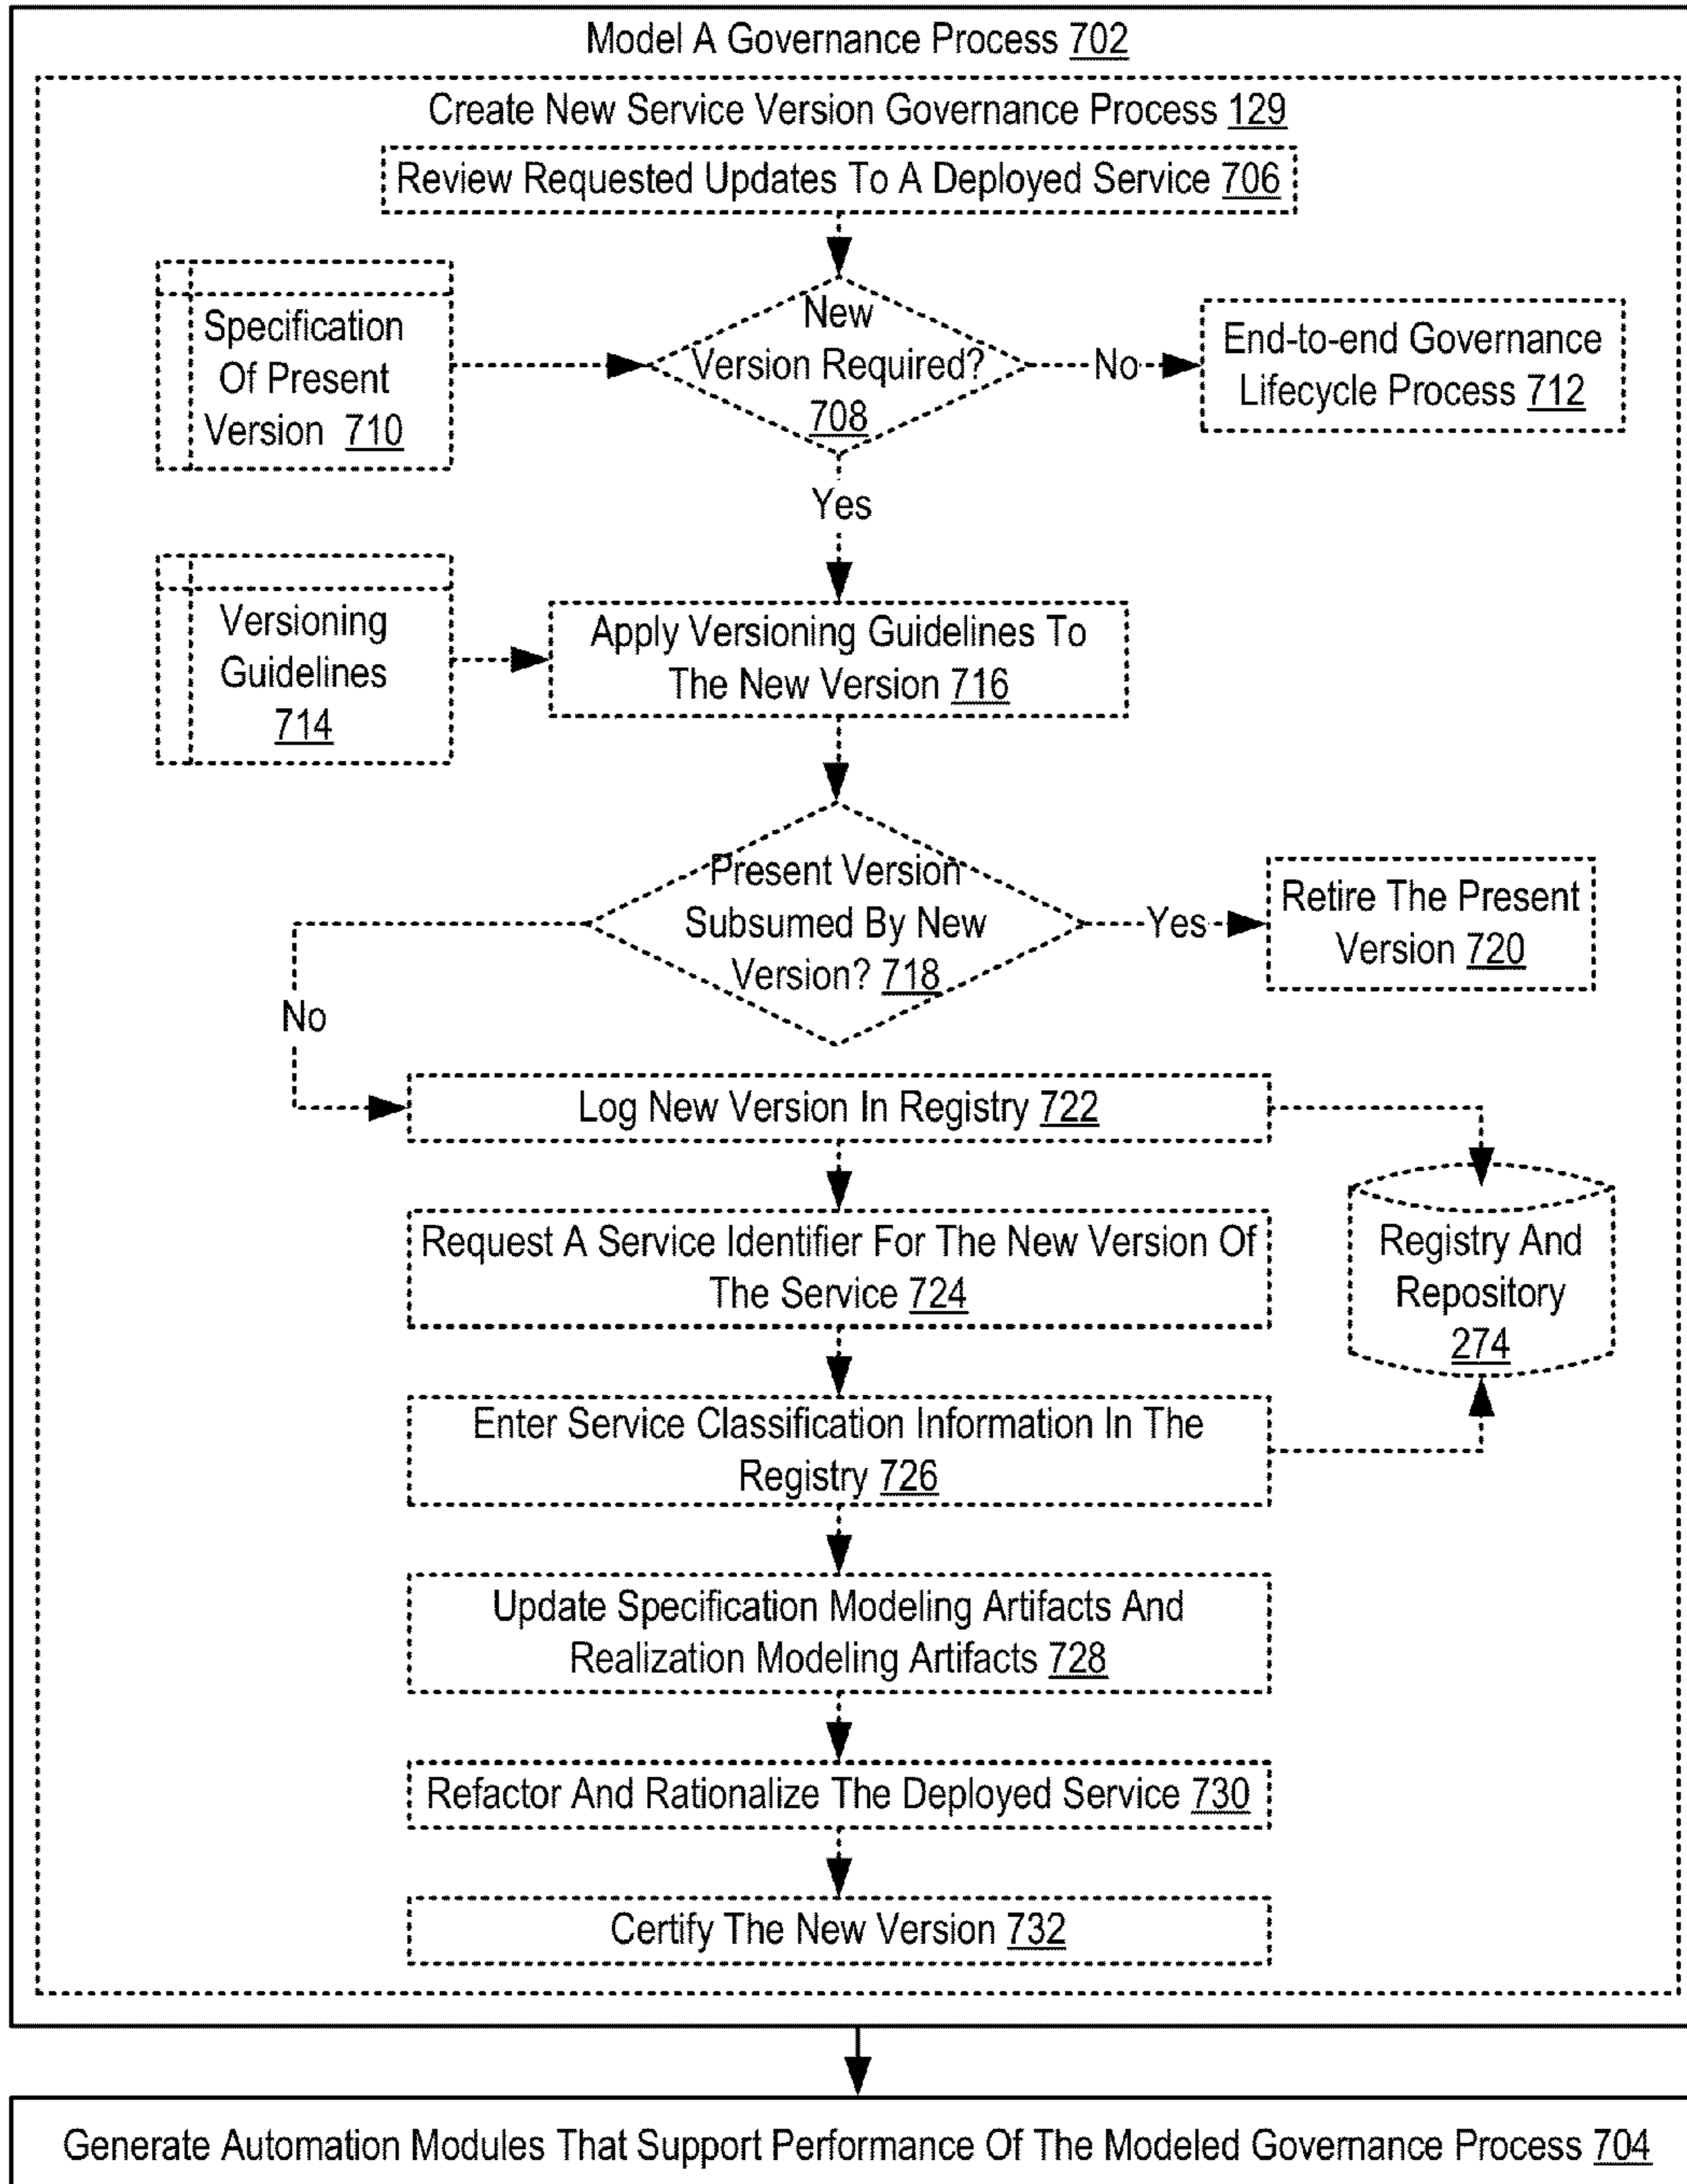 Model A Governance Process 702
Create New Service Version Governance Process 129
Review Requested Updates To A Deployed Service 706
Specification
Of Present
Version 710
New
Version Required?
708
No
End-to-end Governance
Lifecycle Process 712
Yes
Versioning
Guidelines
714
Apply Versioning Guidelines To
The New Version 716
Present Version
Subsumed By New
Version? 718
Yes
Retire The Present
Version 720
No
Log New Version In Registry 722
Request A Service Identifier For The New Version Of
The Service 724
Registry And
Repository
274
Enter Service Classification Information In The
Registry 726
Update Specification Modeling Artifacts And
Realization Modeling Artifacts 728
Refactor And Rationalize The Deployed Service 730
Certify The New Version 732
Generate Automation Modules That Support Performance Of The Modeled Governance Process 704